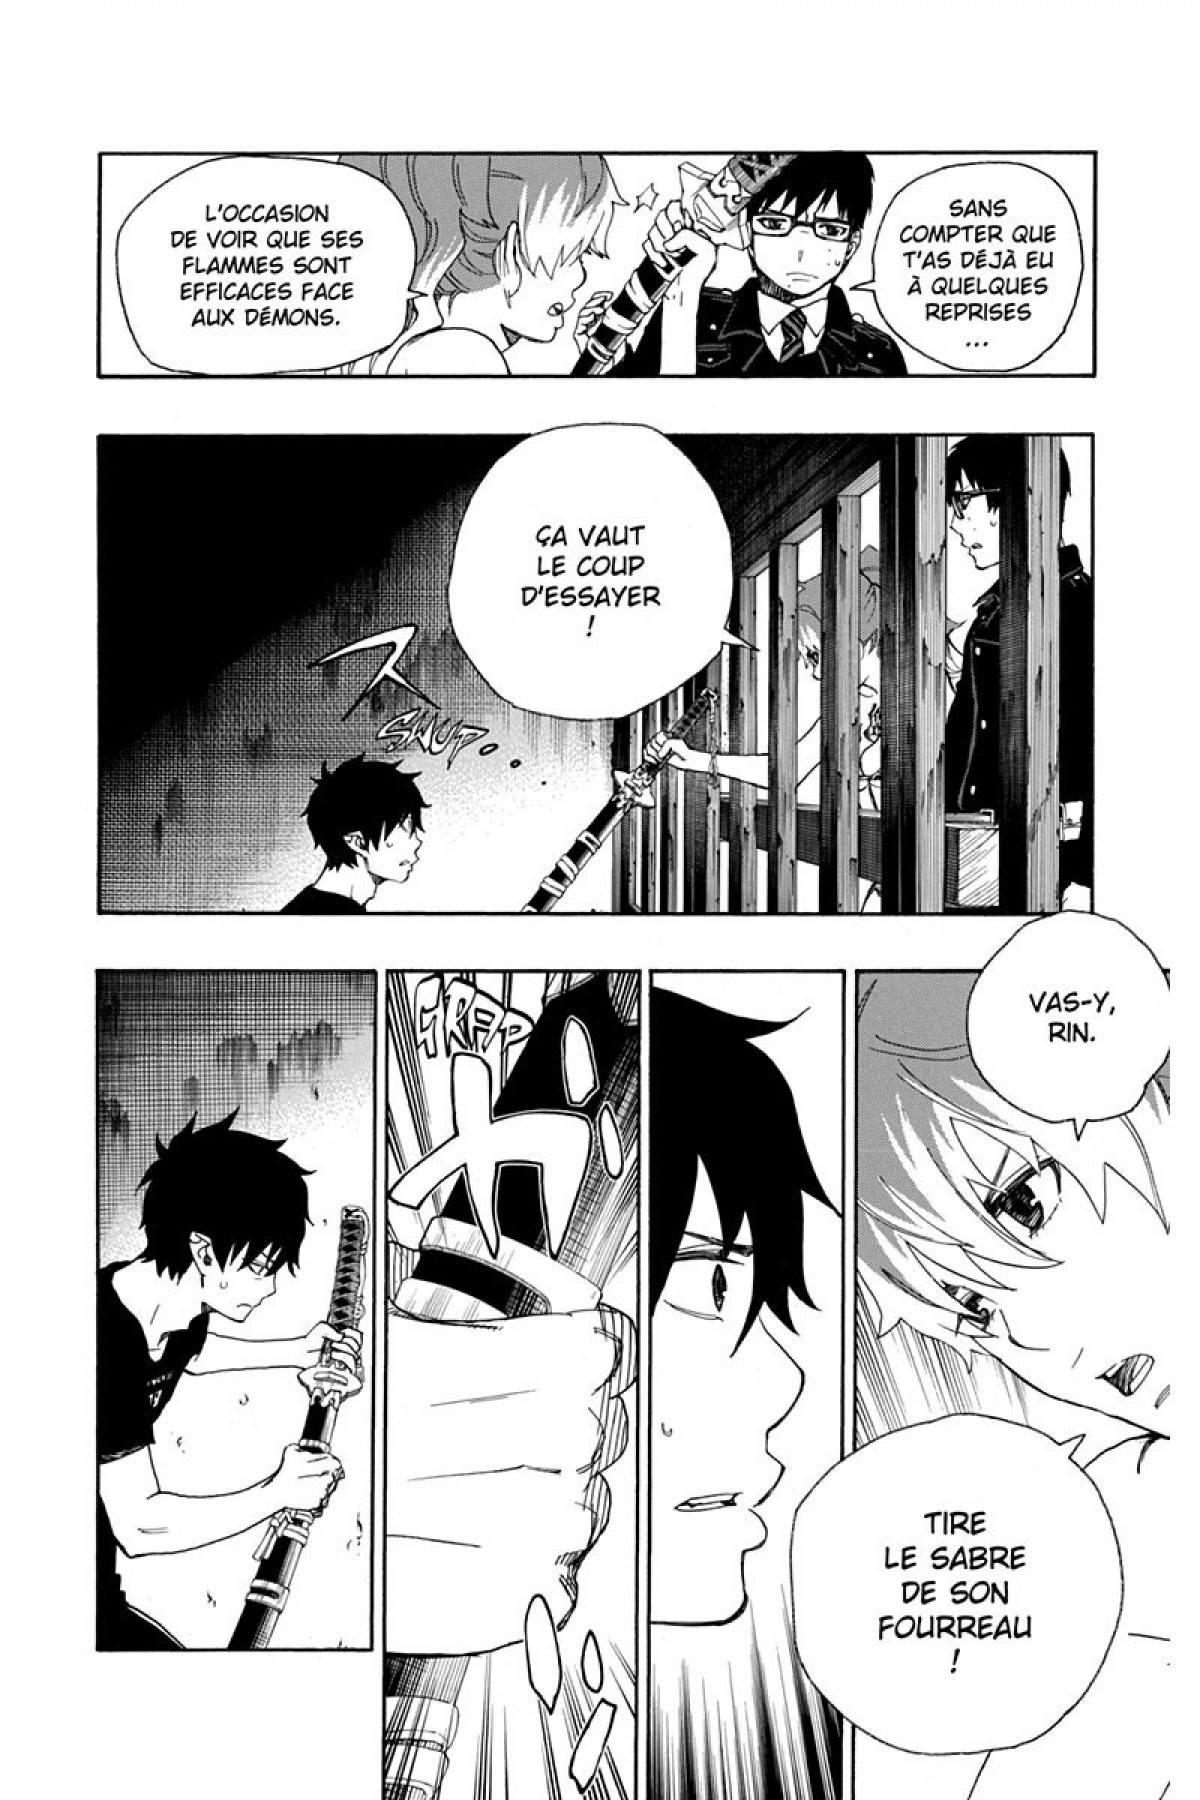 SANS
COMPTER QUE
T'AS DÉJÀ EU
À QUELQUES
REPRISES
...
L'OCCASION
DE VOIR QUE SES
FLAMMES SONT
EFFICACES FACE
AUX DÉMONS.
ÇA VAUT
LE COUP
D'ESSAYER
!
ス
SWUP...
VAS-Y,
RIN.
TIRE
LE SABRE
DE SON
FOURREAU
!
GRAP
ガ